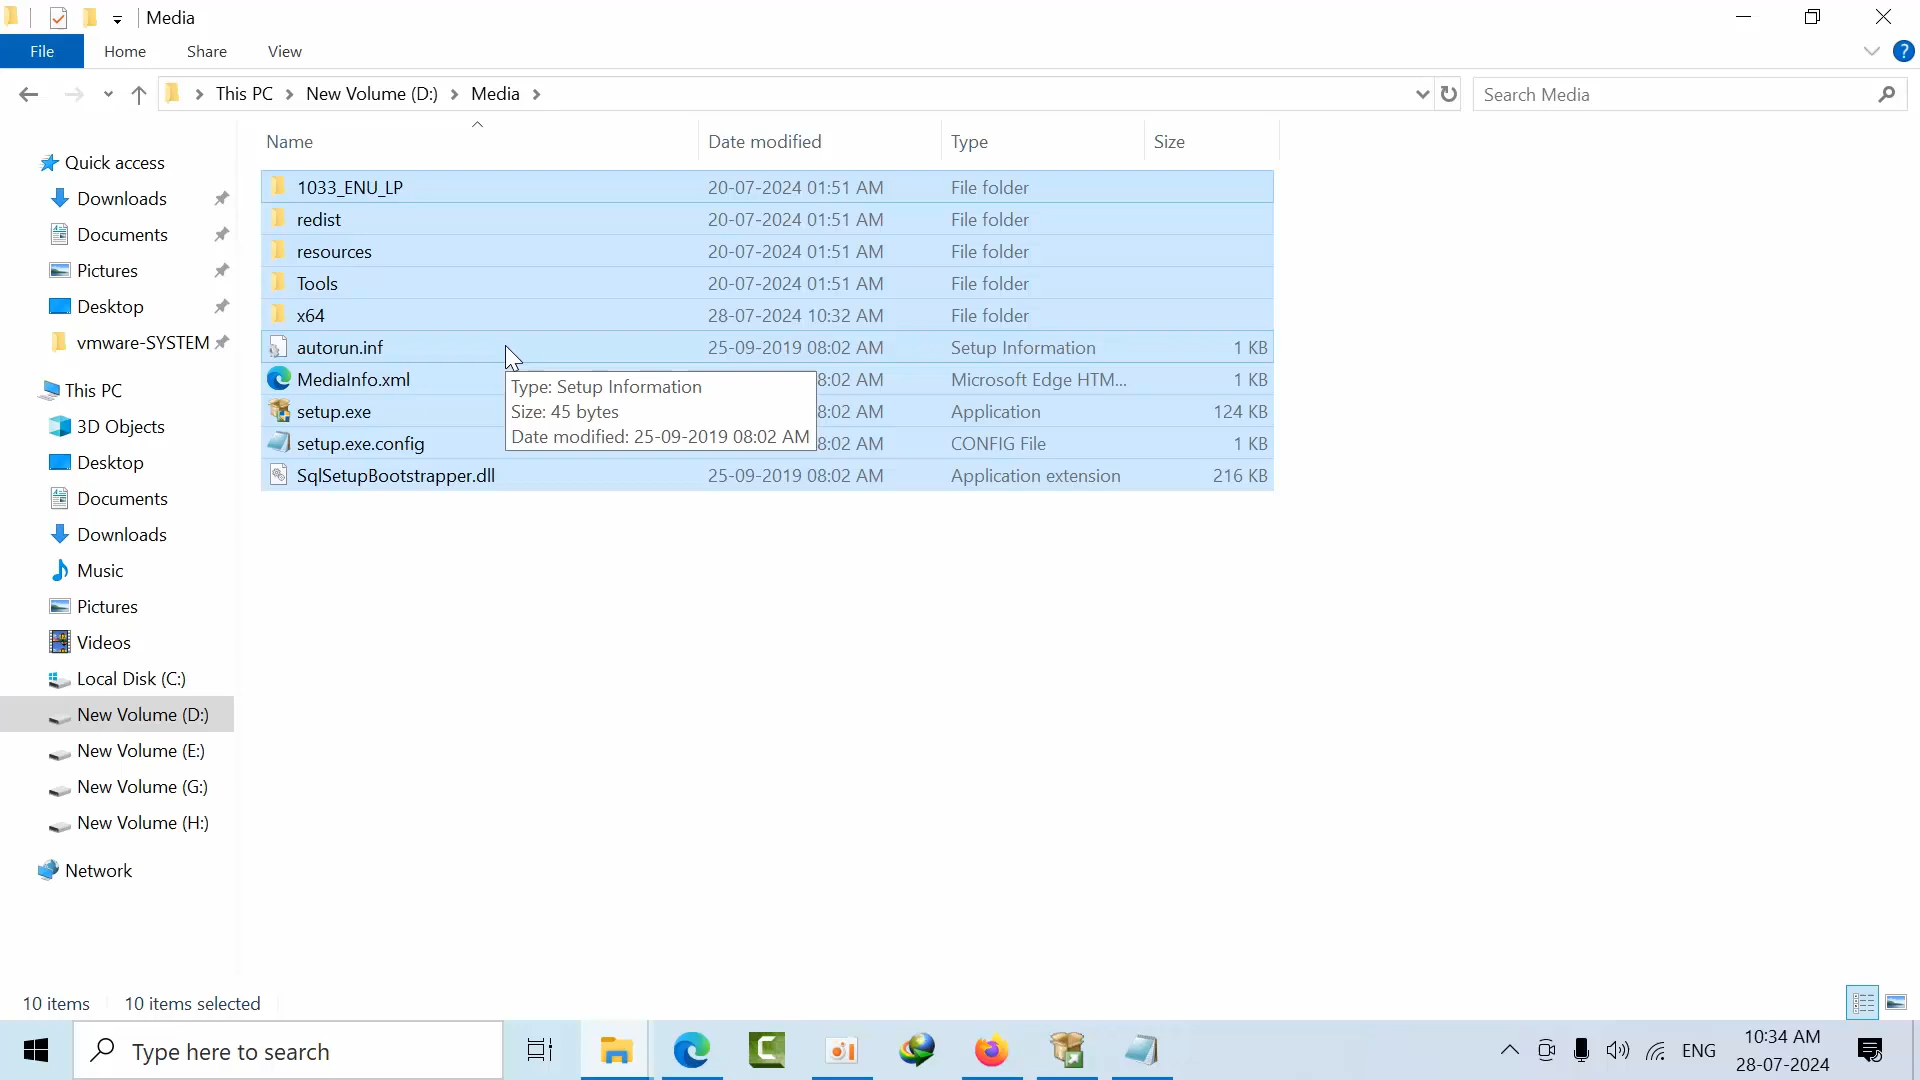 Media
File Home Share View
This PC New Volume (D:) Media
Search Media
Name Date modified Type Size
Quick access
Downloads
Documents
Pictures
Desktop
vmware-SYSTEM
This PC
3D Objects
Desktop
Documents
Downloads
Music
Pictures
Videos
Local Disk (C:)
New Volume (D:)
New Volume (E:)
New Volume (G:)
New Volume (H:)
Network
1033_ENU_LP 20-07-2024 01:51 AM File folder
redist 20-07-2024 01:51 AM File folder
resources 20-07-2024 01:51 AM File folder
Tools 20-07-2024 01:51 AM File folder
x64 28-07-2024 10:32 AM File folder
autorun.inf 25-09-2019 08:02 AM Setup Information 1 KB
MediaInfo.xml 8:02 AM Microsoft Edge HTM... 1 KB
setup.exe 8:02 AM Application 124 KB
setup.exe.config 8:02 AM CONFIG File 1 KB
SqlSetupBootstrapper.dll 25-09-2019 08:02 AM Application extension 216 KB
Type: Setup Information
Size: 45 bytes
Date modified: 25-09-2019 08:02 AM
10 items 10 items selected
Type here to search
ENG
10:34 AM
28-07-2024